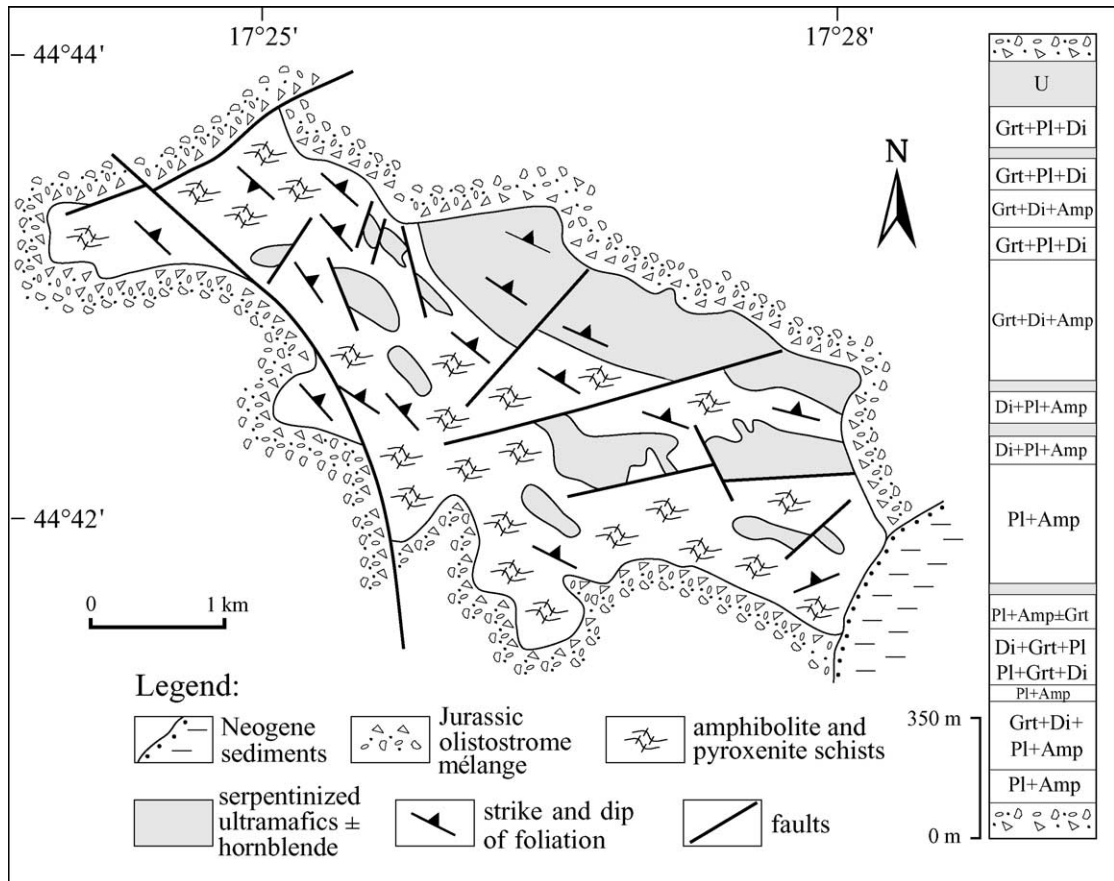 17°25'
17°28'
44°44'
44°42'
N
0
1 km
Legend:
Neogene
sediments
Jurassic
olistostrome
mélange
amphibolite and
pyroxenite schists
serpentinized
ultramafics ±
hornblende
strike and dip
of foliation
faults
U
Grt+Pl+Di
Grt+Pl+Di
Grt+Di+Amp
Grt+Pl+Di
Grt+Di+Amp
Di+Pl+Amp
Di+Pl+Amp
Pl+Amp
Pl+Amp±Grt
Di+Grt+Pl
Pl+Grt+Di
Pl+Amp
Grt+Di+
Pl+Amp
Pl+Amp
350 m
0 m